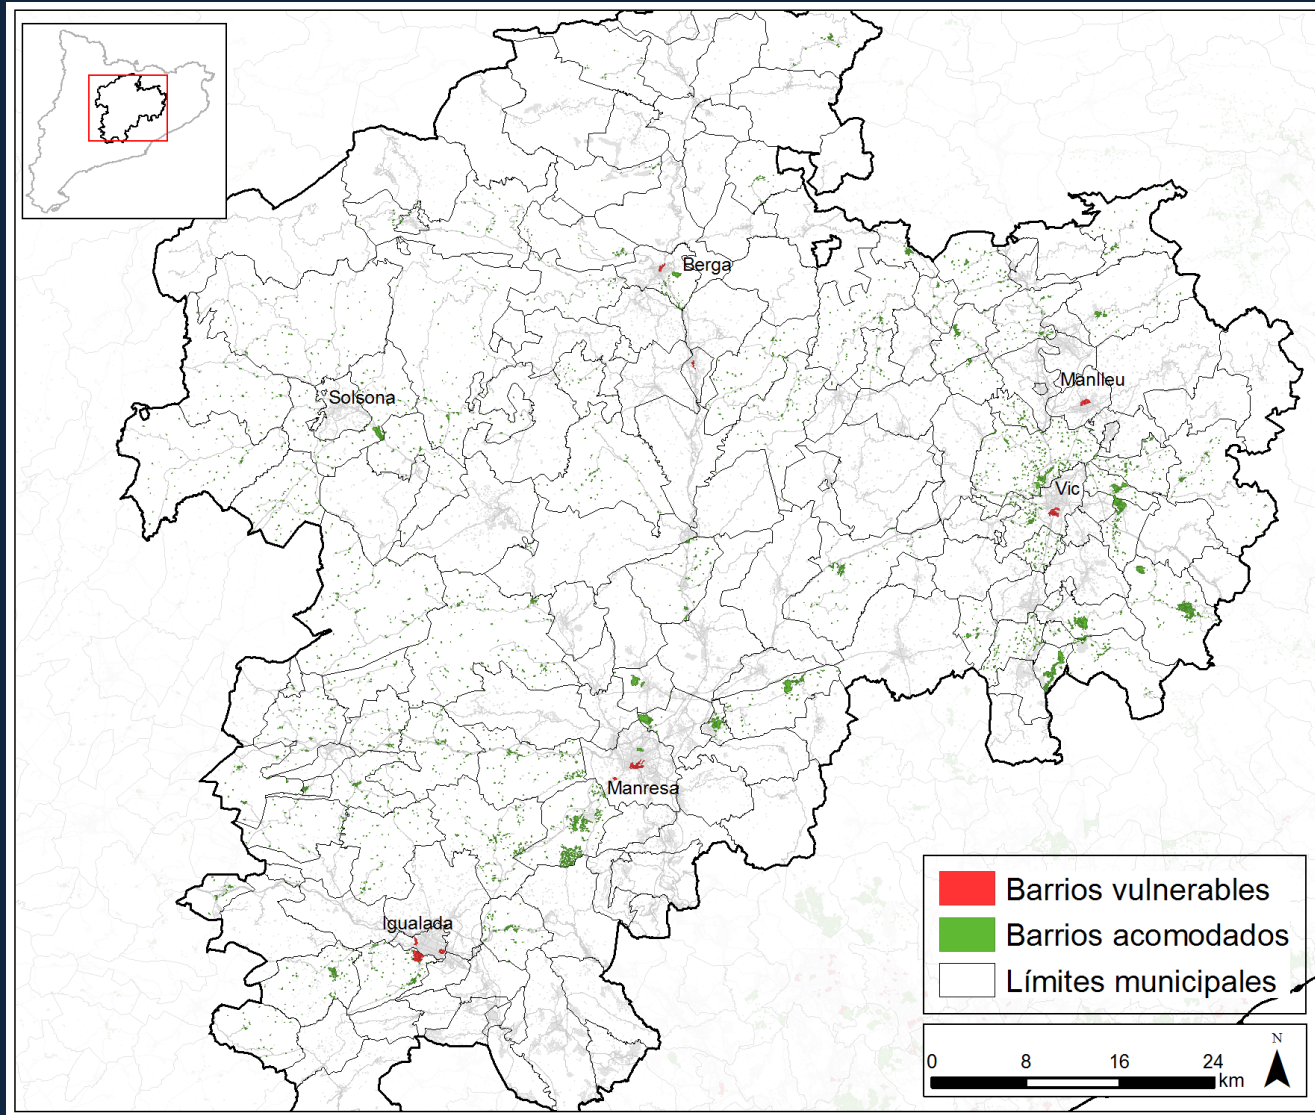 Berga
Manlleu
Solsona
Vic
Manresa
Igualada
Barrios vulnerables
Barrios acomodados
Límites municipales
N
0 8 16 24
km